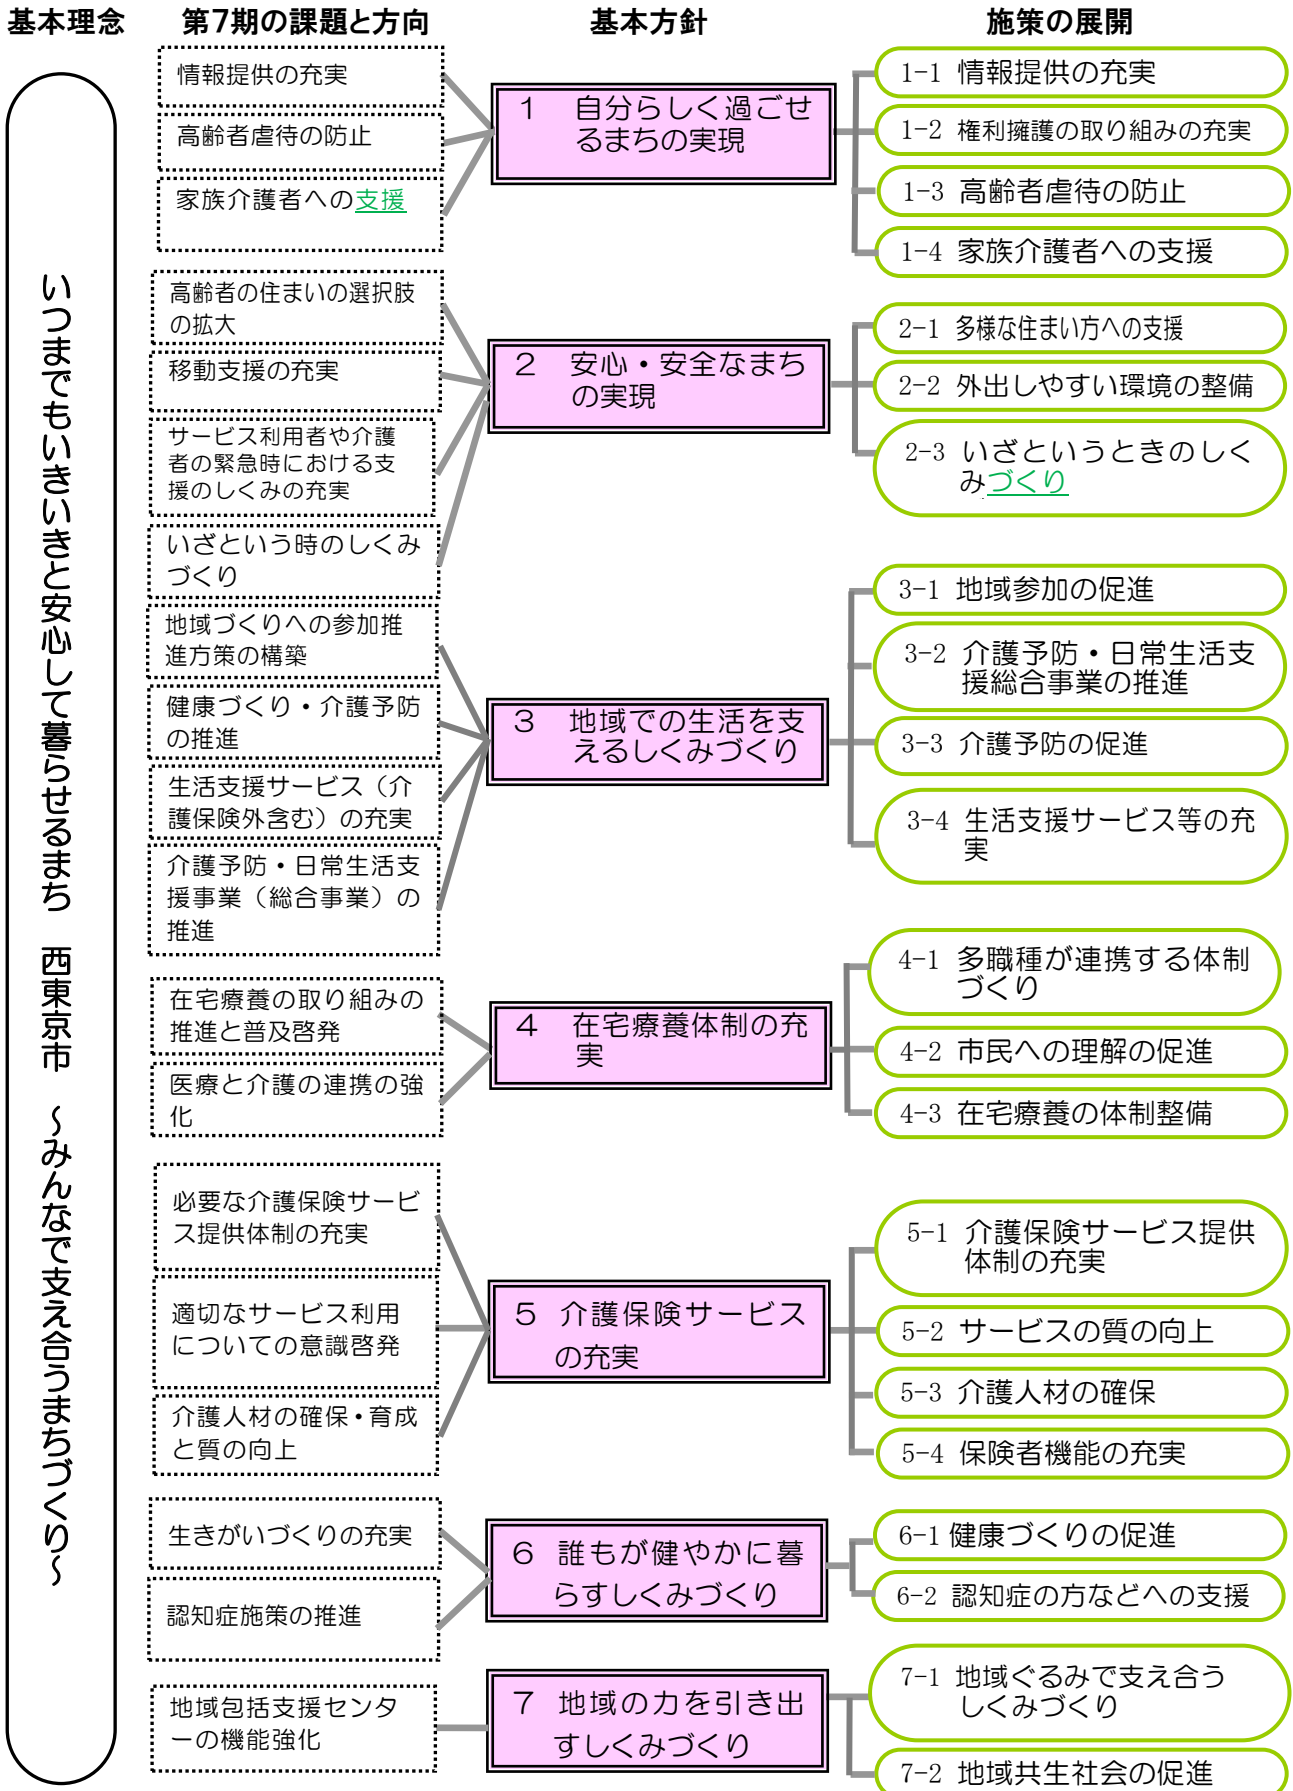 基本理念
第7期の課題と方向
基本方針
施策の展開
いつまでもいきいきと安心して暮らせるまち　西東京市　～みんなで支え合うまちづくり～
情報提供の充実
高齢者虐待の防止
家族介護者への支援
1　自分らしく過ごせ
るまちの実現
1-1 情報提供の充実
1-2 権利擁護の取り組みの充実
1-3 高齢者虐待の防止
1-4 家族介護者への支援
高齢者の住まいの選択肢
の拡大
移動支援の充実
サービス利用者や介護
者の緊急時における支
援のしくみの充実
いざという時のしくみ
づくり
2　安心・安全なまち
の実現
2-1 多様な住まい方への支援
2-2 外出しやすい環境の整備
2-3 いざというときのしく
みづくり
地域づくりへの参加推
進方策の構築
健康づくり・介護予防
の推進
生活支援サービス（介
護保険外含む）の充実
介護予防・日常生活支
援事業（総合事業）の
推進
3　地域での生活を支
えるしくみづくり
3-1 地域参加の促進
3-2 介護予防・日常生活支
援総合事業の推進
3-3 介護予防の促進
3-4 生活支援サービス等の充
実
在宅療養の取り組みの
推進と普及啓発
医療と介護の連携の強
化
4　在宅療養体制の充
実
4-1 多職種が連携する体制
づくり
4-2 市民への理解の促進
4-3 在宅療養の体制整備
必要な介護保険サービ
ス提供体制の充実
適切なサービス利用
についての意識啓発
介護人材の確保・育成
と質の向上
5 介護保険サービス
の充実
5-1 介護保険サービス提供
体制の充実
5-2 サービスの質の向上
5-3 介護人材の確保
5-4 保険者機能の充実
生きがいづくりの充実
認知症施策の推進
6 誰もが健やかに暮
らすしくみづくり
6-1 健康づくりの促進
6-2 認知症の方などへの支援
地域包括支援センタ
ーの機能強化
7 地域の力を引き出
すしくみづくり
7-1 地域ぐるみで支え合う
しくみづくり
7-2 地域共生社会の促進